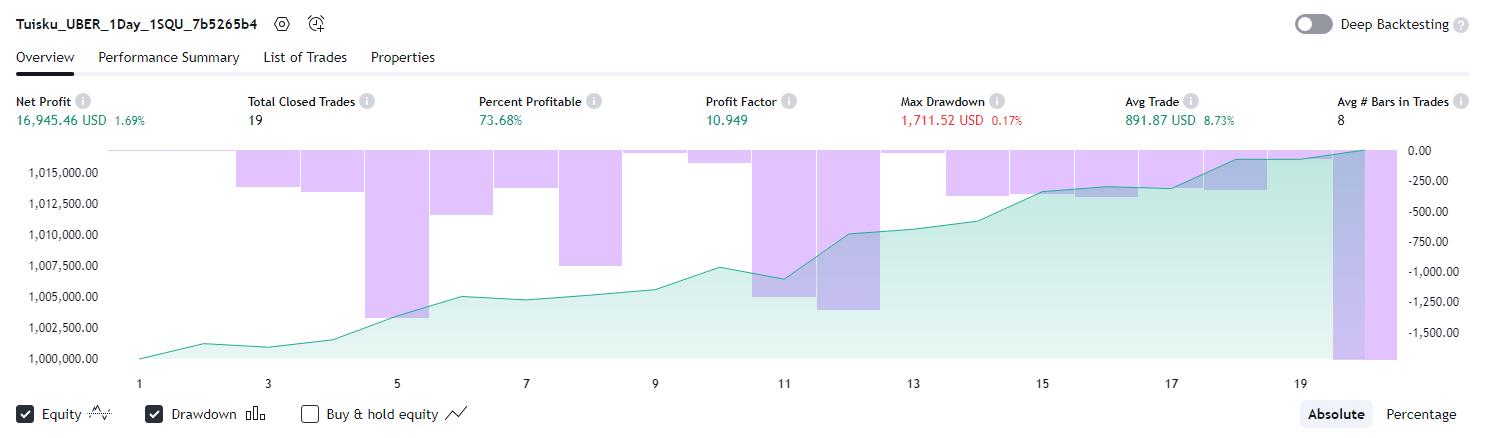 Tuisku_UBER_1Day_1SQU_7b5265b4 Deep Backtesting ?
Overview Performance Summary List of Trades Properties
Net Profit i Total Closed Trades i Percent Profitable i Profit Factor i Max Drawdown i Avg Trade i Avg # Bars in Trades i
16,945.46 USD 1.69% 19 73.68% 10.949 1,711.52 USD 0.17% 891.87 USD 8.73% 8
0.00
1,015,000.00
-250.00
1,012,500.00
-500.00
1,010,000.00
-750.00
1,007,500.00
-1,000.00
1,005,000.00
-1,250.00
1,002,500.00
-1,500.00
1,000,000.00
1 3 5 7 9 11 13 15 17 19
Equity Drawdown Buy & hold equity Absolute Percentage